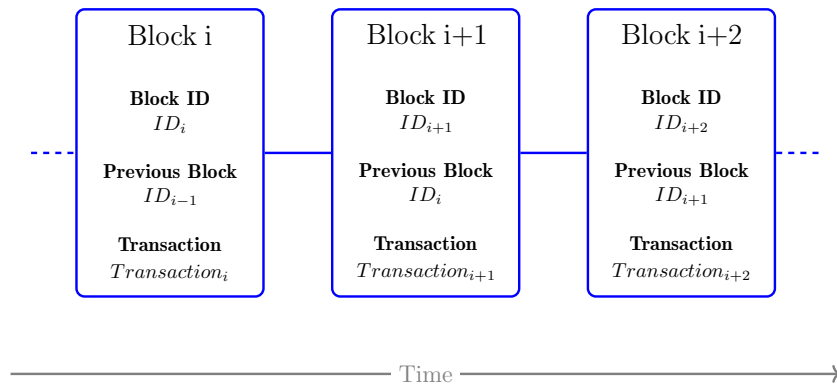 Block i
Block ID
ID_i
Previous Block
ID_{i−1}
Transaction
Transaction_i
Block i+1
Block ID
ID_{i+1}
Previous Block
ID_i
Transaction
Transaction_{i+1}
Block i+2
Block ID
ID_{i+2}
Previous Block
ID_{i+1}
Transaction
Transaction_{i+2}
Time